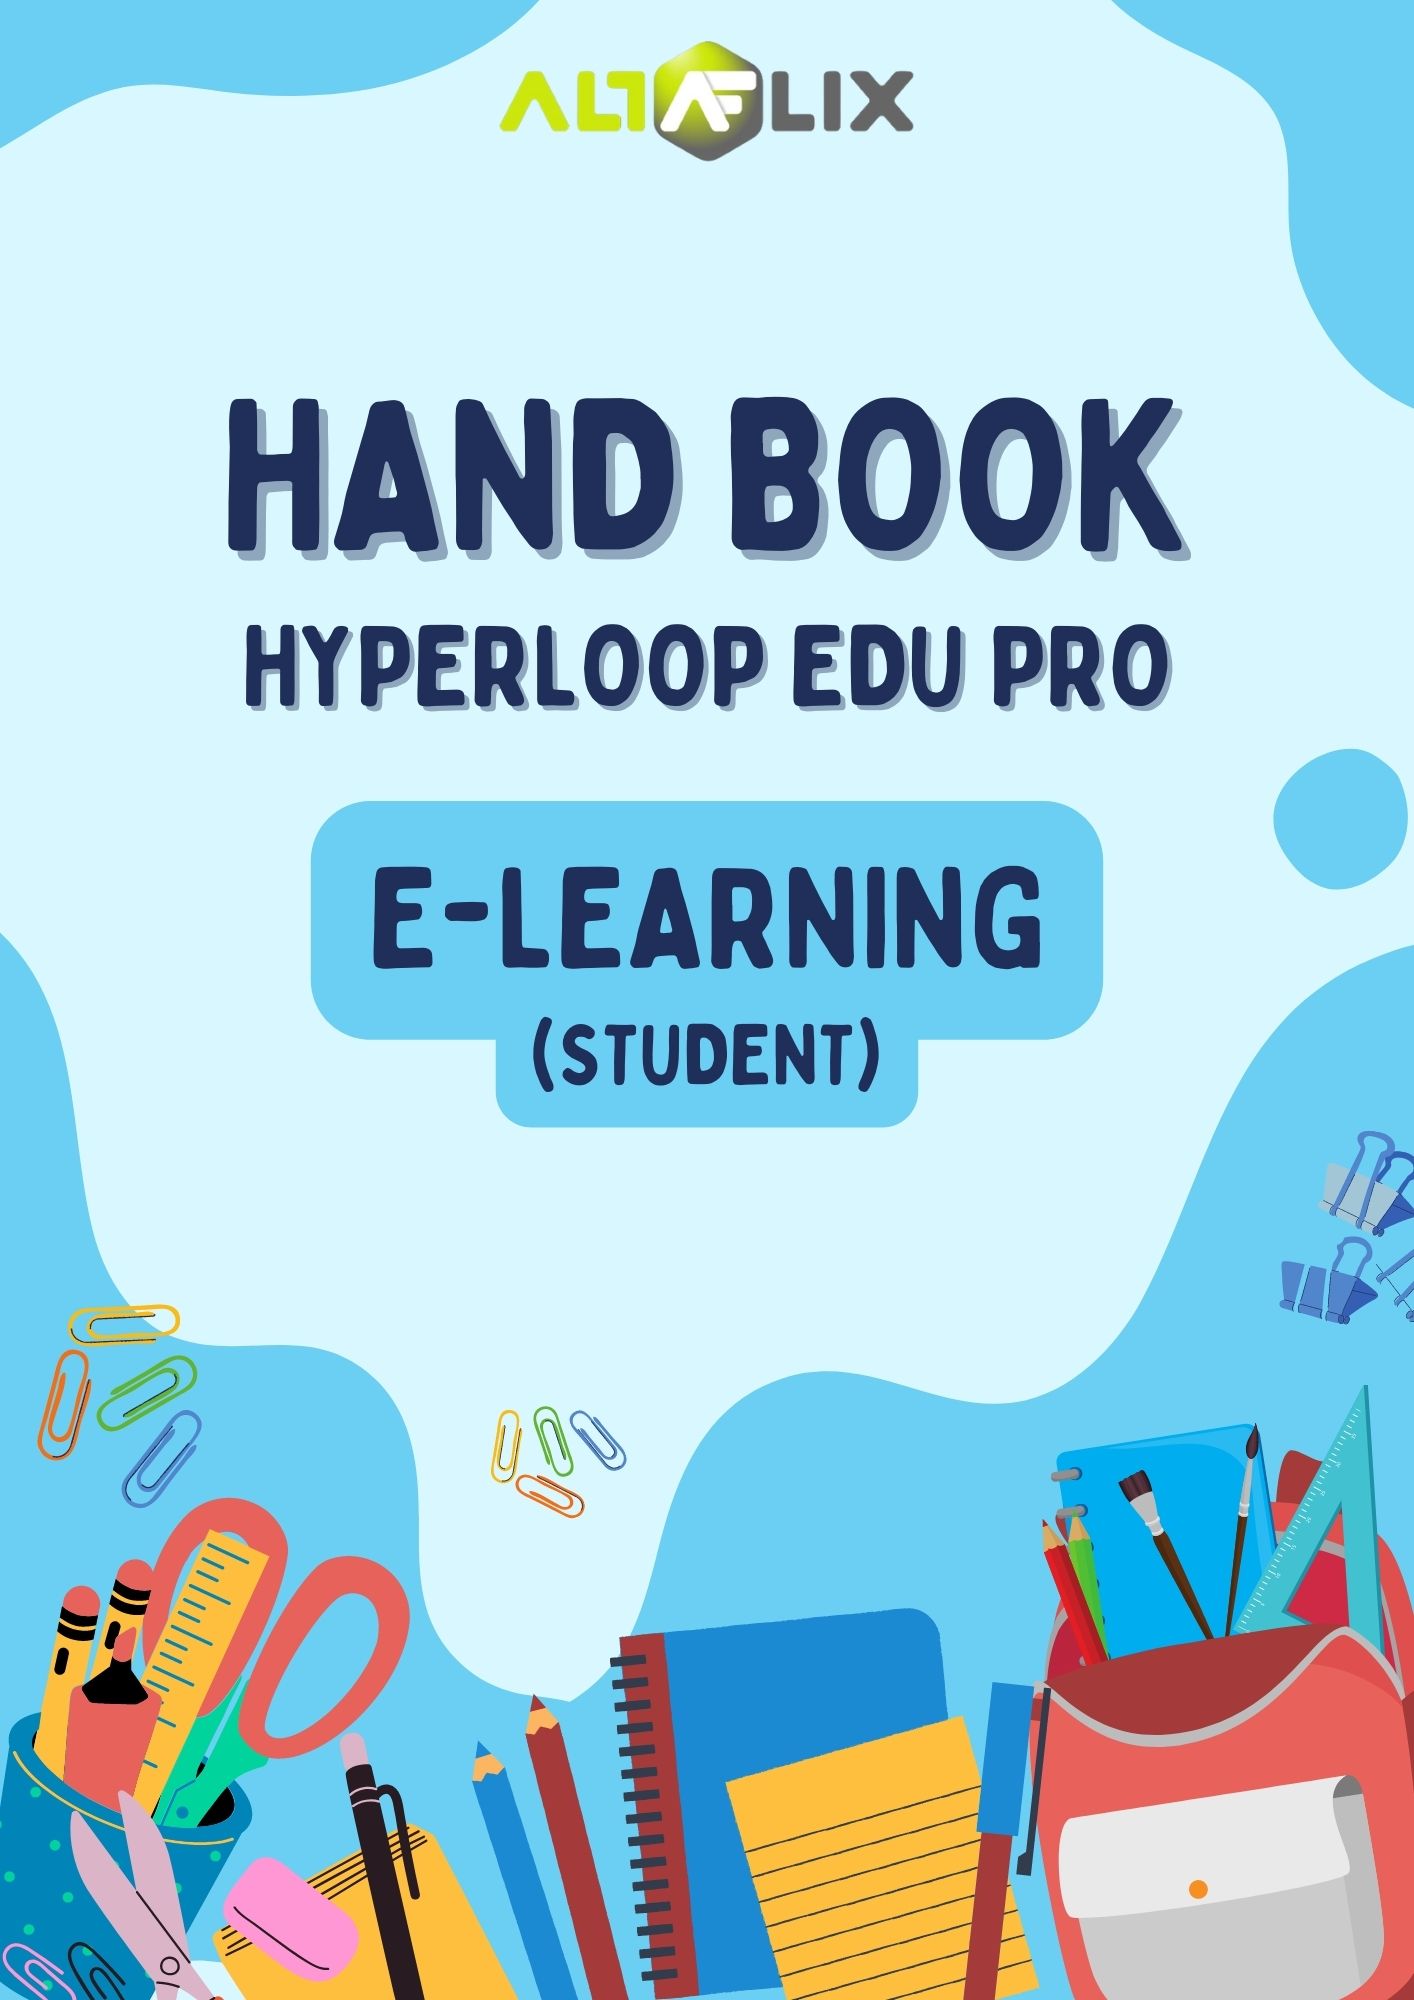 ALTAFLIX
HAND BOOK
HYPERLOOP EDU PRO
E-LEARNING
(STUDENT)